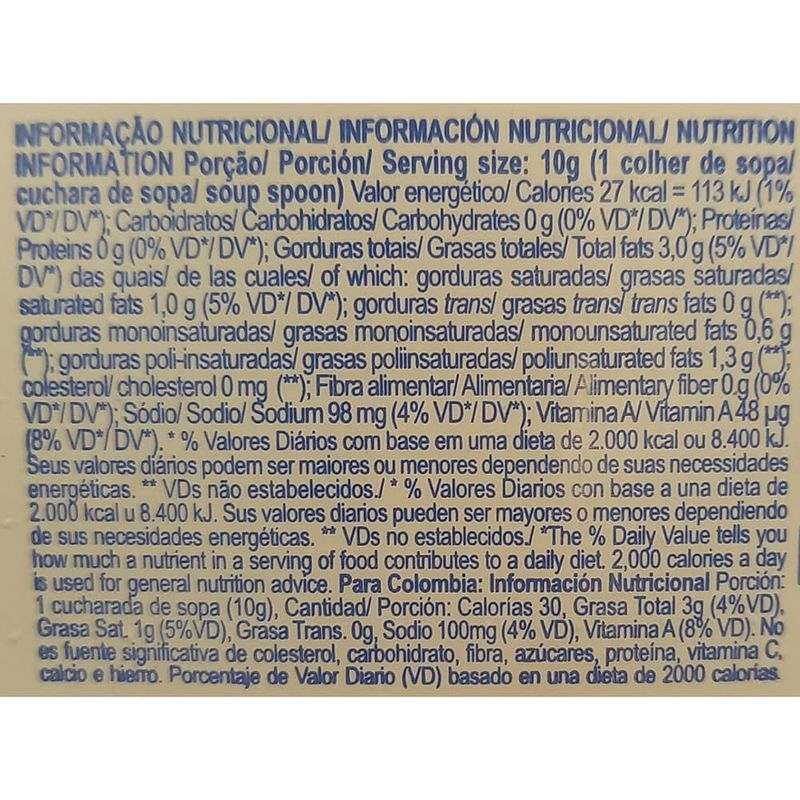 INFORMAÇÃO NUTRICIONAL/ INFORMACIÓN NUTRICIONAL/ NUTRITION
INFORMATION Porção/ Porción/ Serving size: 10g (1 colher de sopa/
cuchara de sopa/ soup spoon) Valor energético/ Calories 27 kcal = 113 kJ (1%
VD*/ DV*); Carboidratos/ Carbohidratos/ Carbohydrates 0 g (0% VD*/ DV*); Proteínas/
Proteins 0 g (0% VD*/ DV*); Gorduras totais/ Grasas totales/ Total fats 3,0 g (5% VD*/
DV*) das quais/ de las cuales/ of which: gorduras saturadas/ grasas saturadas/
saturated fats 1,0 g (5% VD*/ DV*); gorduras trans/ grasas trans/ trans fats 0 g (**);
gorduras monoinsaturadas/ grasas monoinsaturadas/ monounsaturated fats 0,6 g
(**); gorduras poli-insaturadas/ grasas poliinsaturadas/ poliunsaturated fats 1,3 g (**);
colesterol/ cholesterol 0 mg (**); Fibra alimentar/ Alimentaria/ Alimentary fiber 0 g (0%
VD*/ DV*); Sódio/ Sodio/ Sodium 98 mg (4% VD*/ DV*); Vitamina A/ Vitamin A 48 µg
(8% VD*/ DV*). * % Valores Diários com base em uma dieta de 2.000 kcal ou 8.400 kJ.
Seus valores diários podem ser maiores ou menores dependendo de suas necessidades
energéticas. ** VDs não estabelecidos./ * % Valores Diarios con base a una dieta de
2.000 kcal u 8.400 kJ. Sus valores diarios pueden ser mayores o menores dependiendo
de sus necesidades energéticas. ** VDs no establecidos./ *The % Daily Value tells you
how much a nutrient in a serving of food contributes to a daily diet. 2,000 calories a day
is used for general nutrition advice. Para Colombia: Información Nutricional Porción:
1 cucharada de sopa (10g), Cantidad/ Porción: Calorías 30, Grasa Total 3g (4%VD),
Grasa Sat. 1g (5%VD), Grasa Trans. 0g, Sodio 100mg (4% VD), Vitamina A (8% VD). No
es fuente significativa de colesterol, carbohidrato, fibra, azúcares, proteína, vitamina C,
calcio e hierro. Porcentaje de Valor Diario (VD) basado en una dieta de 2000 calorías.